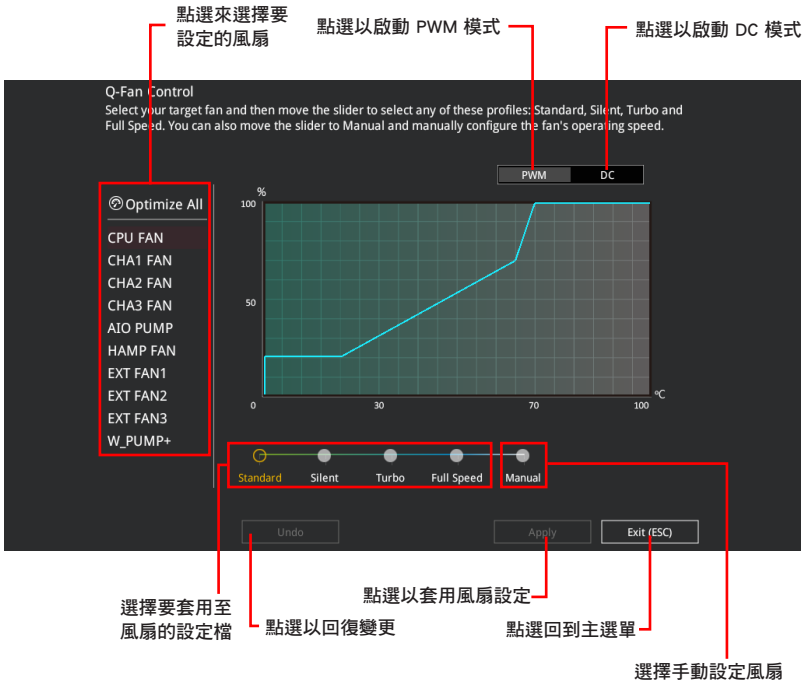 點選來選擇要
設定的風扇
點選以啟動 PWM 模式
點選以啟動 DC 模式
Q-Fan Control
Select your target fan and then move the slider to select any of these profiles: Standard, Silent, Turbo and
Full Speed. You can also move the slider to Manual and manually configure the fan's operating speed.
PWM DC
Optimize All
CPU FAN
CHA1 FAN
CHA2 FAN
CHA3 FAN
AIO PUMP
HAMP FAN
EXT FAN1
EXT FAN2
EXT FAN3
W_PUMP+
%
100
50
0 30 70 100
°C
Standard Silent Turbo Full Speed Manual
Undo Apply Exit (ESC)
選擇要套用至
風扇的設定檔
點選以回復變更
點選以套用風扇設定
點選回到主選單
選擇手動設定風扇